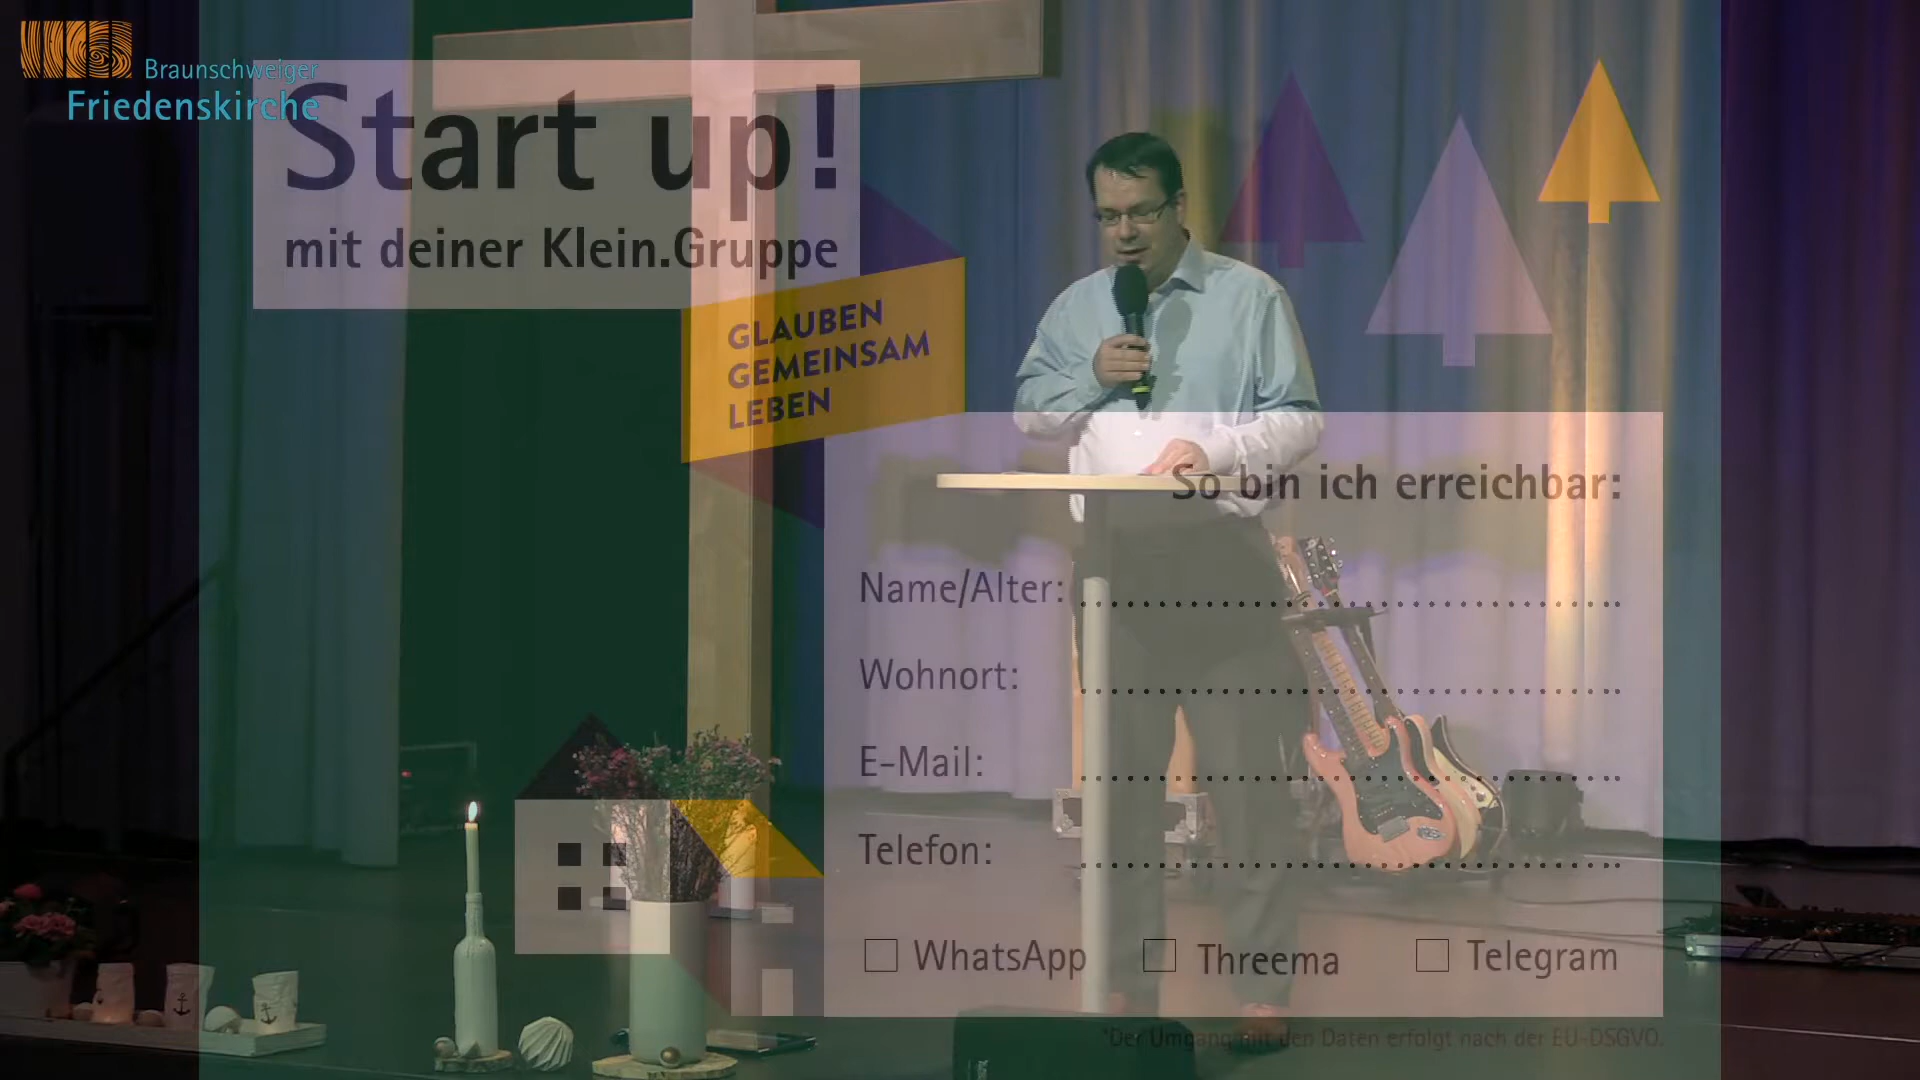 Braunschweiger
Friedenskirche
Start up!
mit deiner Klein.Gruppe
GLAUBEN
GEMEINSAM
LEBEN
So bin ich erreichbar:
Name/Alter:
Wohnort:
E-Mail:
Telefon:
WhatsApp
Threema
Telegram
*Der Umgang mit den Daten erfolgt nach der EU-DSGVO.